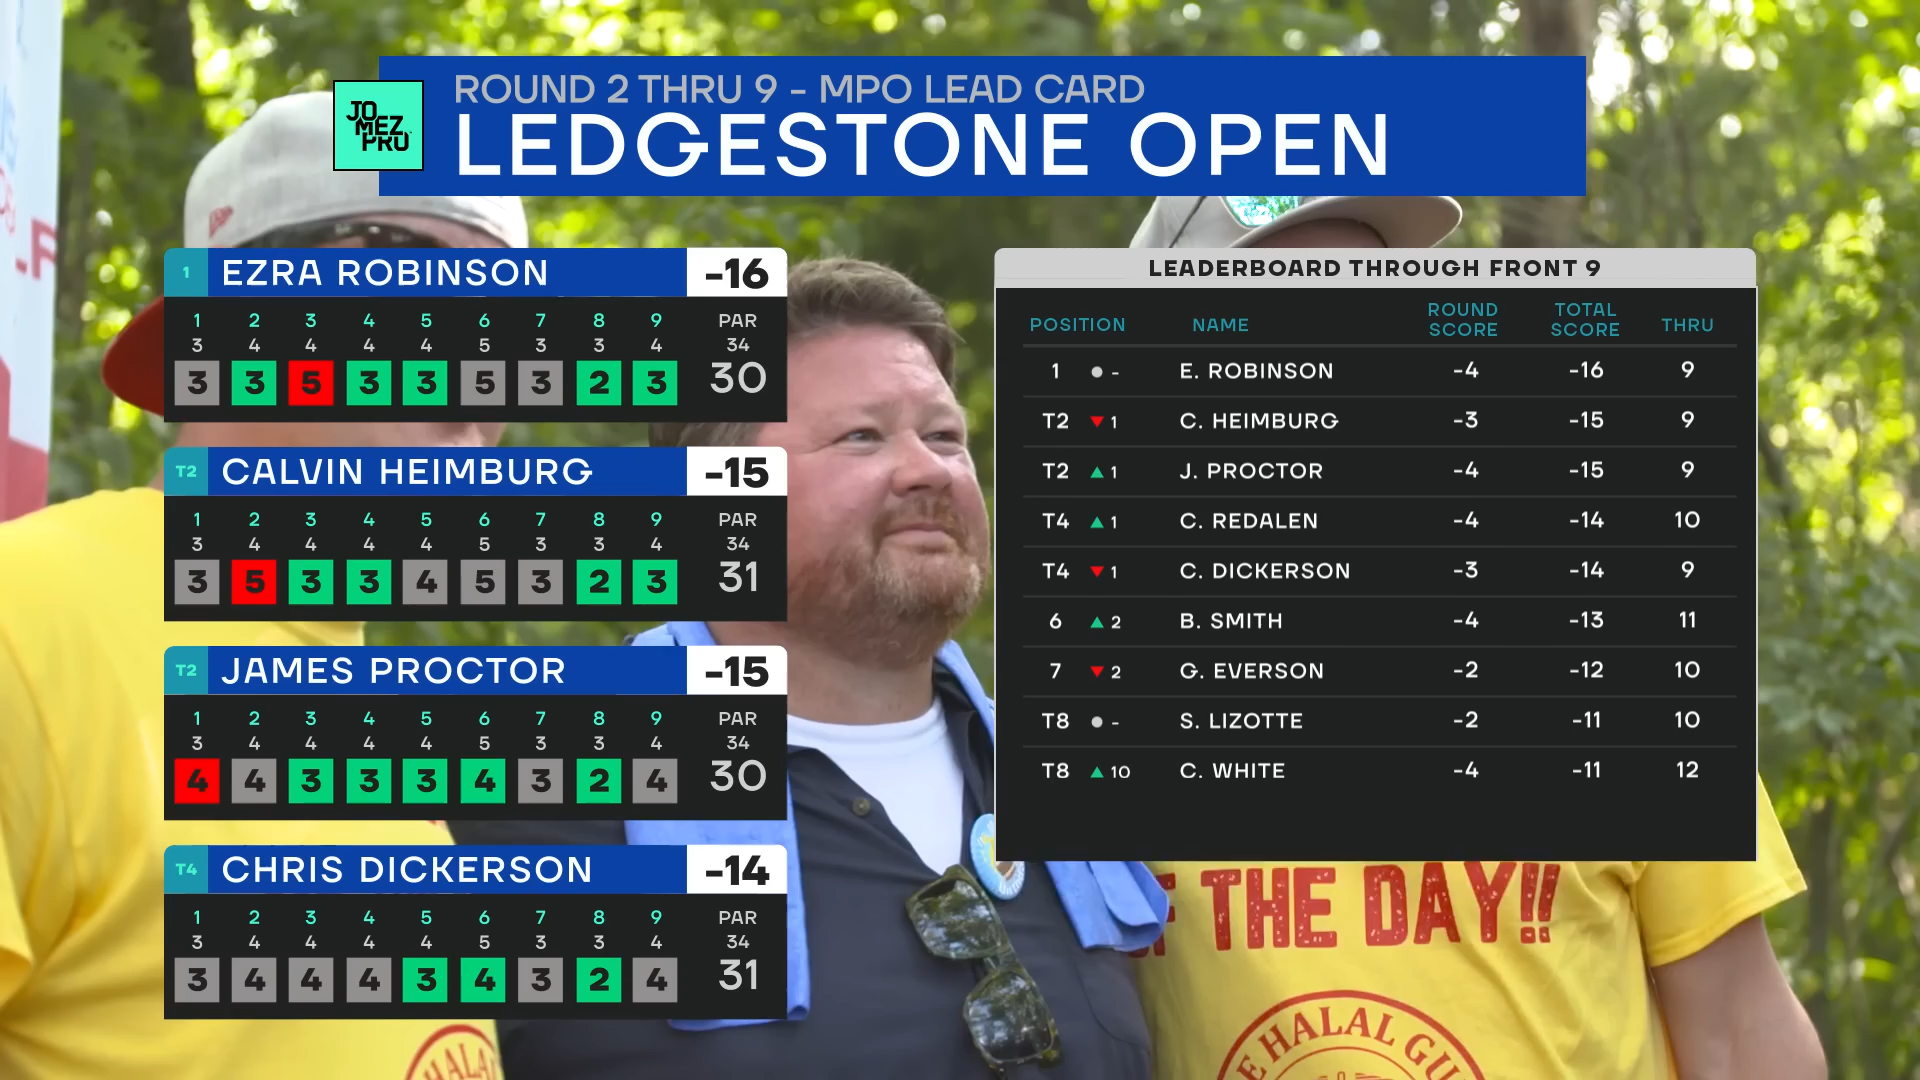 JO
MEZ
PRO
ROUND 2 THRU 9 - MPO LEAD CARD
LEDGESTONE OPEN
1 EZRA ROBINSON -16
1 2 3 4 5 6 7 8 9 PAR
3 4 4 4 4 5 3 3 4 34
3 3 5 3 3 5 3 2 3 30
T2 CALVIN HEIMBURG -15
1 2 3 4 5 6 7 8 9 PAR
3 4 4 4 4 5 3 3 4 34
3 5 3 3 4 5 3 2 3 31
T2 JAMES PROCTOR -15
1 2 3 4 5 6 7 8 9 PAR
3 4 4 4 4 5 3 3 4 34
4 4 3 3 3 4 3 2 4 30
T4 CHRIS DICKERSON -14
1 2 3 4 5 6 7 8 9 PAR
3 4 4 4 4 5 3 3 4 34
3 4 4 4 3 4 3 2 4 31
LEADERBOARD THROUGH FRONT 9
POSITION NAME ROUND SCORE TOTAL SCORE THRU
1 - E. ROBINSON -4 -16 9
T2 1 C. HEIMBURG -3 -15 9
T2 1 J. PROCTOR -4 -15 9
T4 1 C. REDALEN -4 -14 10
T4 1 C. DICKERSON -3 -14 9
6 2 B. SMITH -4 -13 11
7 2 G. EVERSON -2 -12 10
T8 - S. LIZOTTE -2 -11 10
T8 10 C. WHITE -4 -11 12
THE DAY!!
HALAL